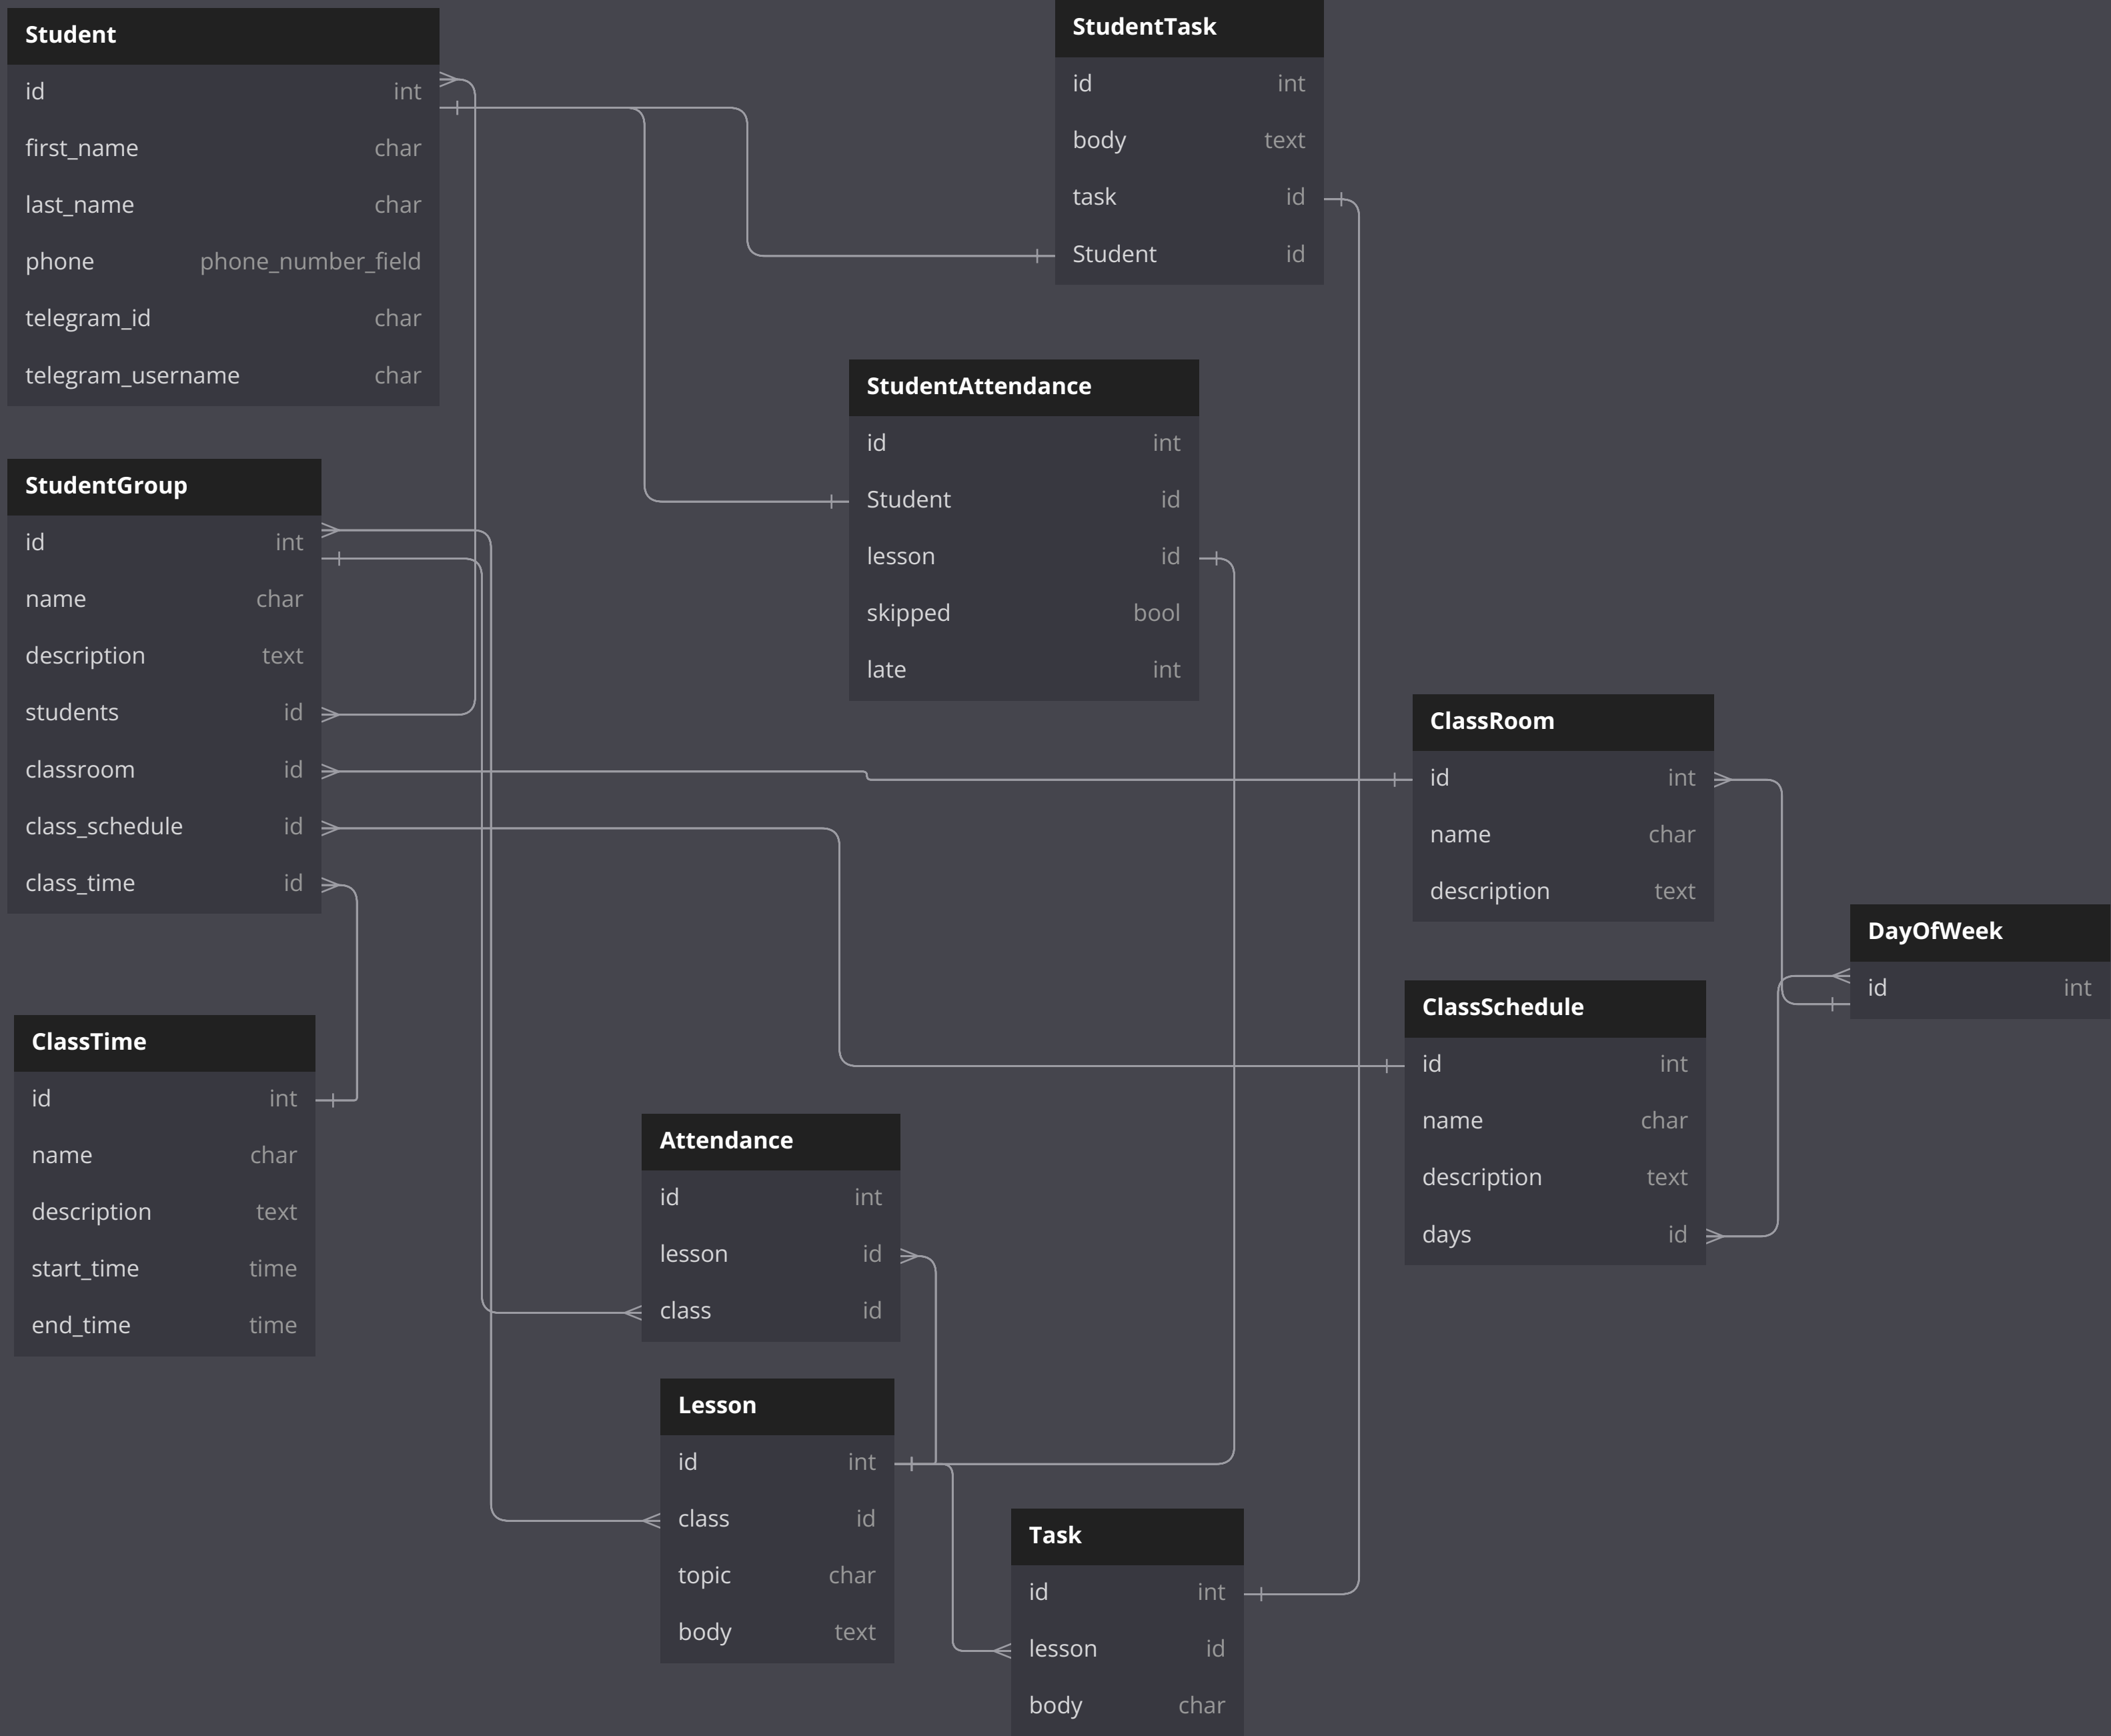 Student
id int
first_name char
last_name char
phone phone_number_field
telegram_id char
telegram_username char
StudentTask
id int
body text
task id
Student id
StudentAttendance
id int
Student id
lesson id
skipped bool
late int
StudentGroup
id int
name char
description text
students id
classroom id
class_schedule id
class_time id
ClassRoom
id int
name char
description text
DayOfWeek
id int
ClassSchedule
id int
name char
description text
days id
ClassTime
id int
name char
description text
start_time time
end_time time
Attendance
id int
lesson id
class id
Lesson
id int
class id
topic char
body text
Task
id int
lesson id
body char